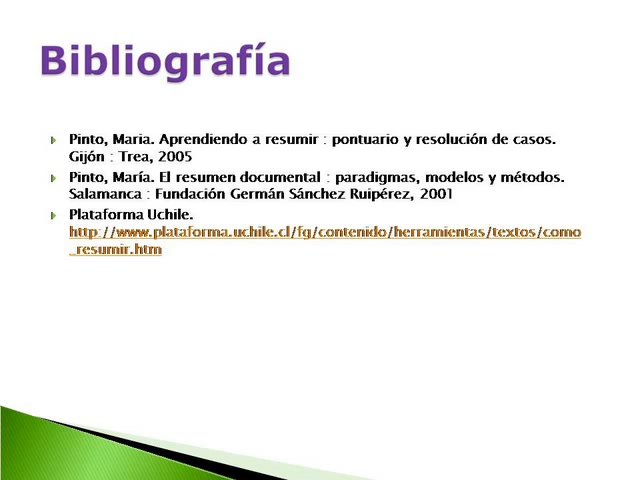 Bibliografía
Pinto, Maria. Aprendiendo a resumir : pontuario y resolución de casos.
Gijón : Trea, 2005
Pinto, María. El resumen documental : paradigmas, modelos y métodos.
Salamanca : Fundación Germán Sánchez Ruipérez, 2001
Plataforma Uchile.
http://www.plataforma.uchile.cl/fg/contenido/herramientas/textos/como
_resumir.htm